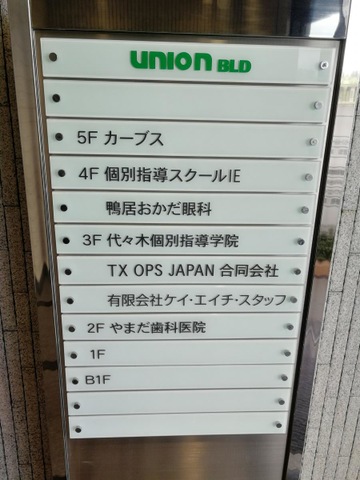 UNION BLD
5F カーブス
4F 個別指導スクールIE
鴨居おかだ眼科
3F 代々木個別指導学院
TX OPS JAPAN 合同会社
有限会社ケイ・エイチ・スタッフ
2F やまだ歯科医院
1F
B1F